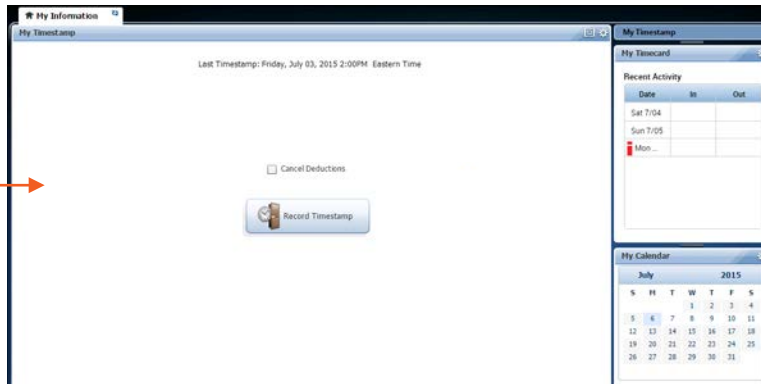 My Information
My Timestamp
Last Timestamp: Friday, July 03, 2015 2:00PM Eastern Time
Cancel Deductions
Record Timestamp
My Timestamp
My Timecard
Recent Activity
Date In Out
Sat 7/04
Sun 7/05
Mon ...
My Calendar
July 2015
S M T W T F S
1 2 3 4
5 6 7 8 9 10 11
12 13 14 15 16 17 18
19 20 21 22 23 24 25
26 27 28 29 30 31